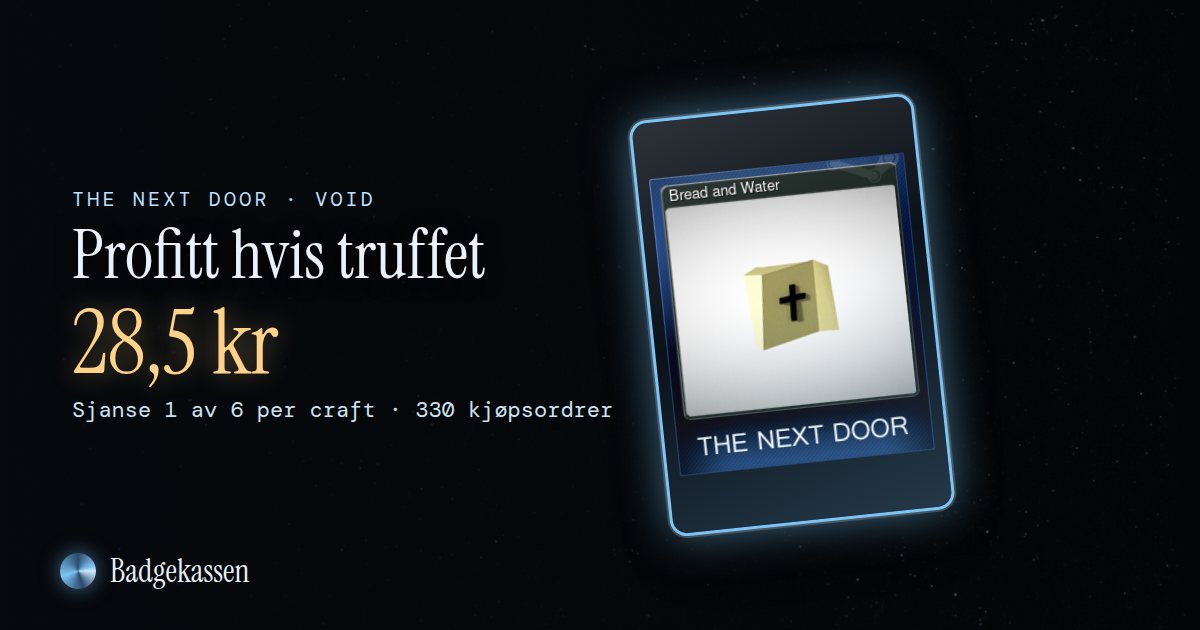 THE NEXT DOOR · VOID
Profitt hvis truffet
28,5 kr
Sjanse 1 av 6 per craft · 330 kjøpsordrer
Bread and Water
THE NEXT DOOR
Badgekassen